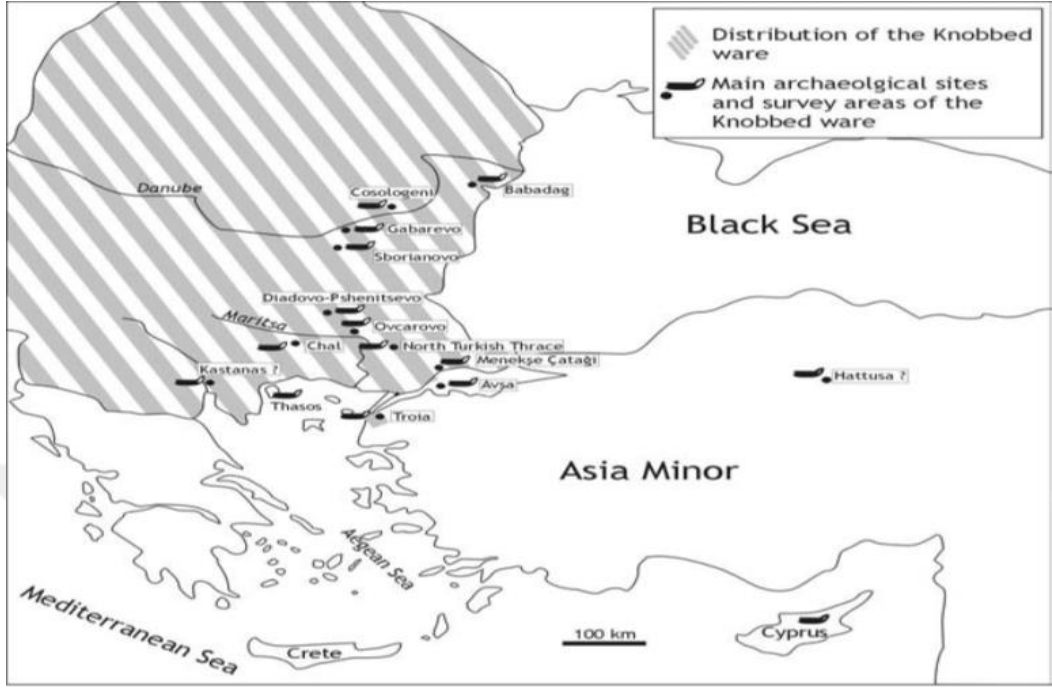 Distribution of the Knobbed
ware
Main archaelgical sites
and survey areas of the
Knobbed ware
Danube
Cosologeni
Babadag
Gabarevo
Sborianovo
Black Sea
Diadovo-Pshenitsevo
Maritsa
Ovcarovo
Chal
North Turkish Thrace
Kastanas ?
Menekşe Çatağı
Hattusa ?
Avşa
Thasos
Troia
Asia Minor
Aegean Sea
Mediterranean Sea
Crete
100 km
Cyprus